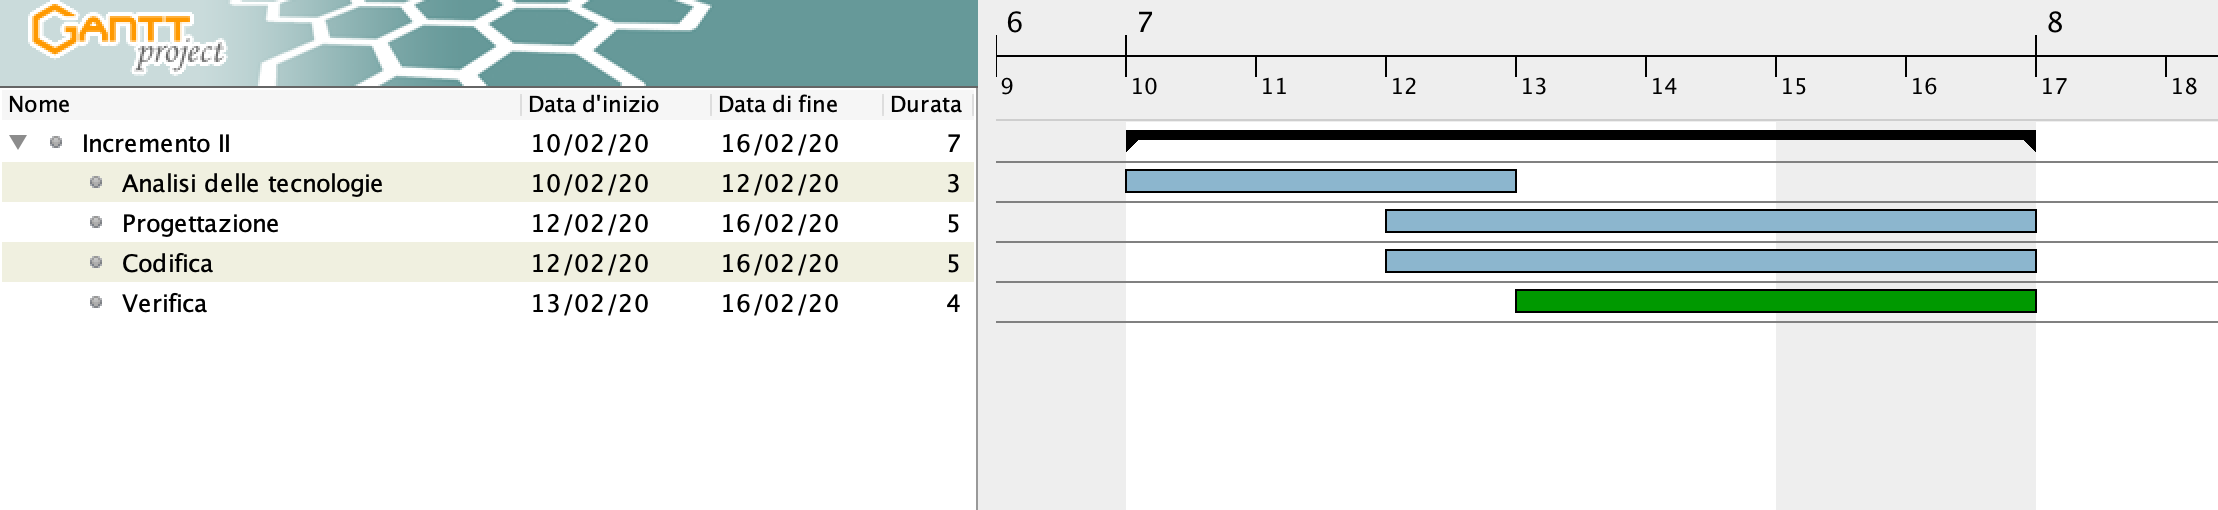 GANTT
project
6 7 8
9 10 11 12 13 14 15 16 17 18
Nome Data d'inizio Data di fine Durata
Incremento II 10/02/20 16/02/20 7
Analisi delle tecnologie 10/02/20 12/02/20 3
Progettazione 12/02/20 16/02/20 5
Codifica 12/02/20 16/02/20 5
Verifica 13/02/20 16/02/20 4